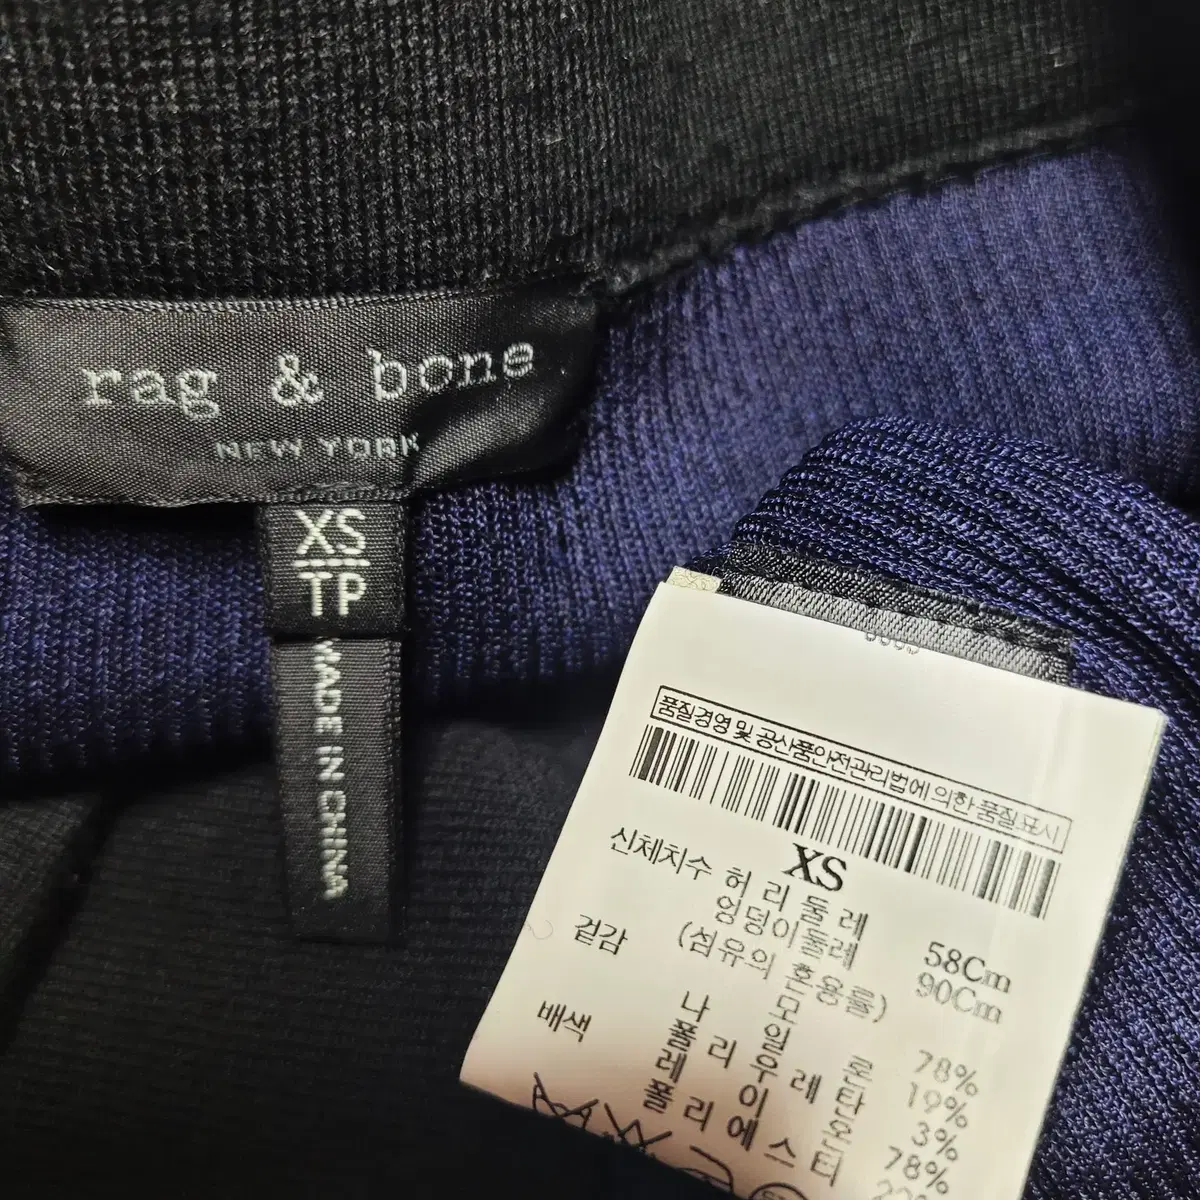 rag & bone
NEW YORK
XS
TP
MADE IN CHINA
품질경영 및 공산품안전관리법에 의한 품질표시
XS
신체치수 허리둘레 58Cm
엉덩이둘레 90Cm
겉감 (섬유의 혼용률)
나일론 78%
모 19%
폴리우레탄 3%
배색 레이온 78%
폴리에스터